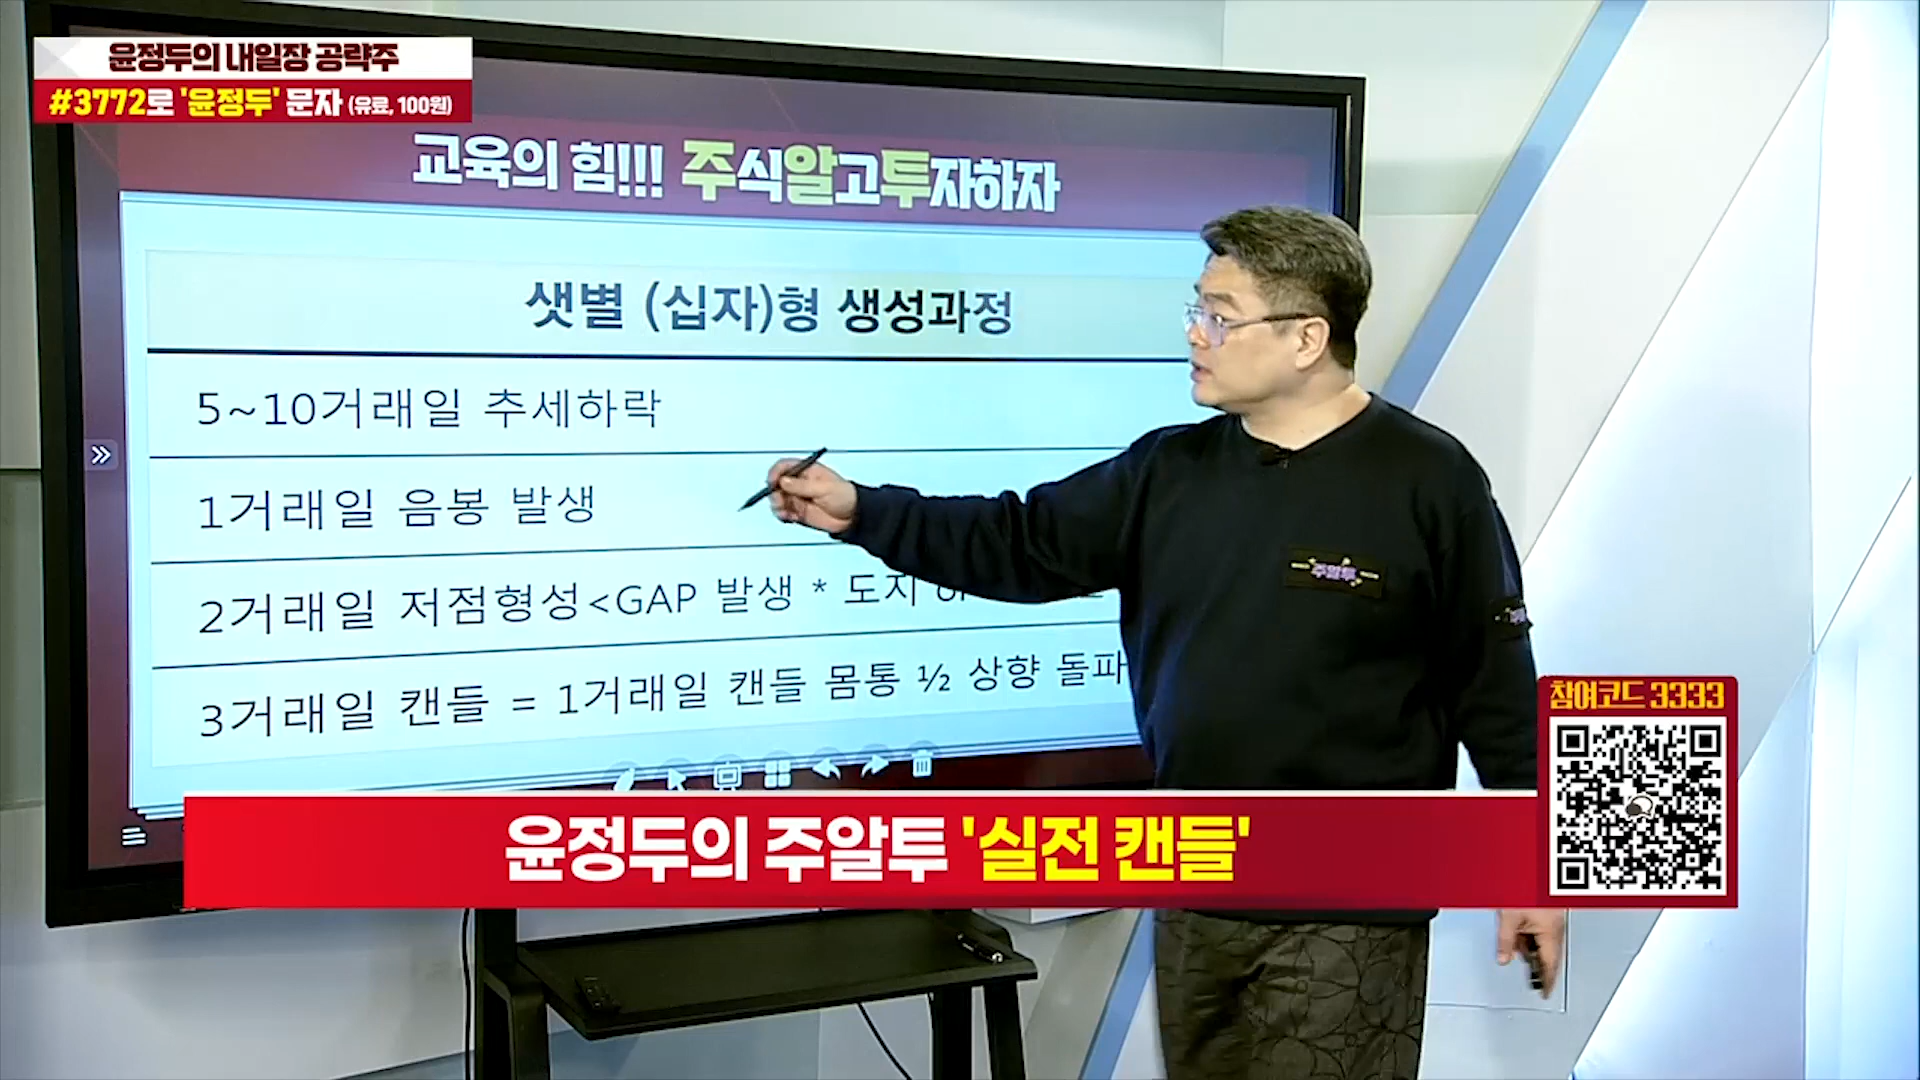 윤정두의 내일장 공략주
#3772로 '윤정두' 문자 (유료, 100원)
교육의 힘!!! 주식알고투자하자
샛별 (십자)형 생성과정
5~10거래일 추세하락
1거래일 음봉 발생
2거래일 저점형성<GAP 발생 * 도지
3거래일 캔들 = 1거래일 캔들 몸통 ½ 상향 돌파
주알투
참여코드 3333
윤정두의 주알투 '실전 캔들'